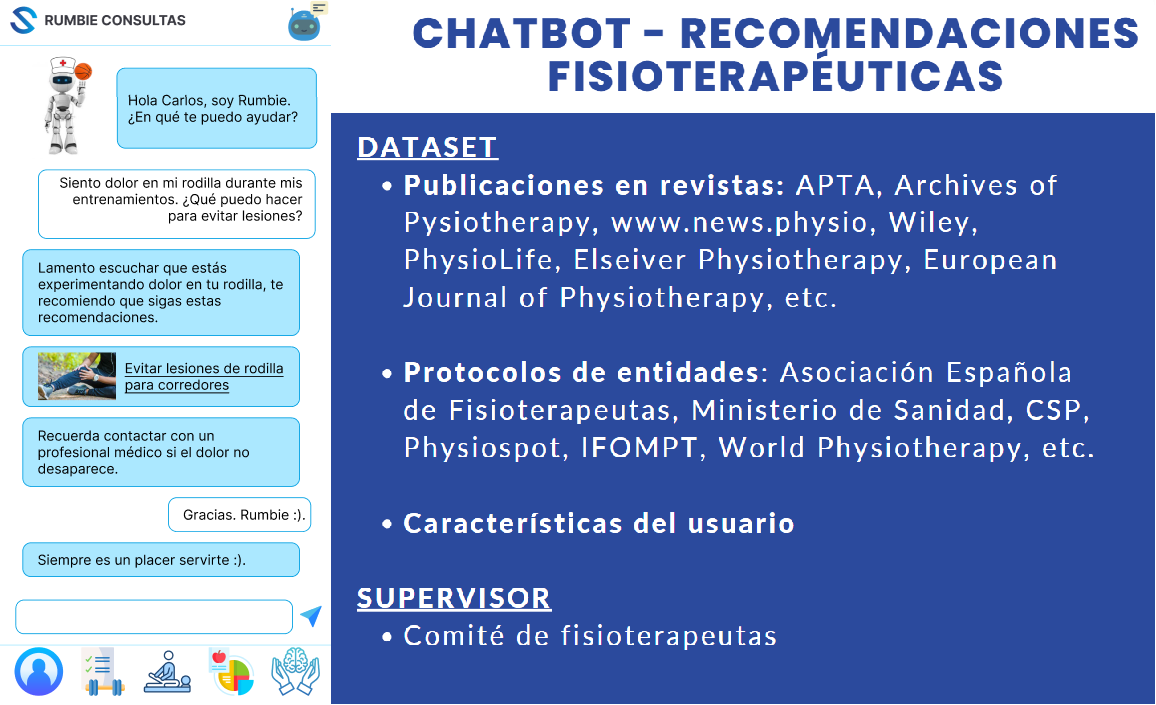 RUMBIE CONSULTAS
Hola Carlos, soy Rumbie.
¿En qué te puedo ayudar?
Siento dolor en mi rodilla durante mis
entrenamientos. ¿Qué puedo hacer
para evitar lesiones?
Lamento escuchar que estás
experimentando dolor en tu rodilla, te
recomiendo que sigas estas
recomendaciones.
Evitar lesiones de rodilla
para corredores
Recuerda contactar con un
profesional médico si el dolor no
desaparece.
Gracias. Rumbie :).
Siempre es un placer servirte :).
CHATBOT - RECOMENDACIONES
FISIOTERAPÉUTICAS
DATASET
• Publicaciones en revistas: APTA, Archives of
Pysiotherapy, www.news.physio, Wiley,
PhysioLife, Elseiver Physiotherapy, European
Journal of Physiotherapy, etc.
• Protocolos de entidades: Asociación Española
de Fisioterapeutas, Ministerio de Sanidad, CSP,
Physiospot, IFOMPT, World Physiotherapy, etc.
• Características del usuario
SUPERVISOR
• Comité de fisioterapeutas